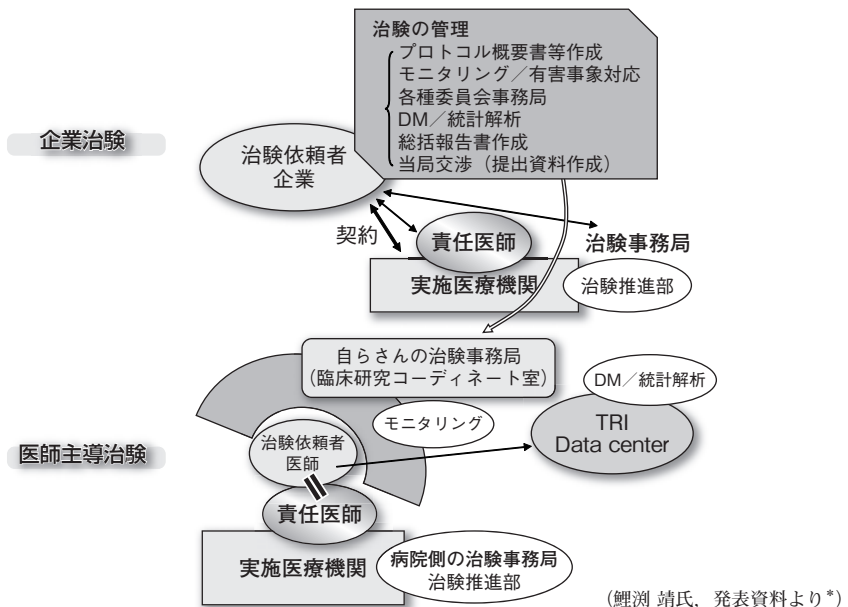 治験の管理
プロトコル概要書等作成
モニタリング／有害事象対応
各種委員会事務局
DM／統計解析
総括報告書作成
当局交渉（提出資料作成）
企業治験
治験依頼者
企業
契約
責任医師
治験事務局
実施医療機関
治験推進部
自らさんの治験事務局
（臨床研究コーディネート室）
DM／統計解析
モニタリング
TRI
Data center
治験依頼者
医師
医師主導治験
責任医師
実施医療機関
病院側の治験事務局
治験推進部
（鯉渕 靖氏，発表資料より*）